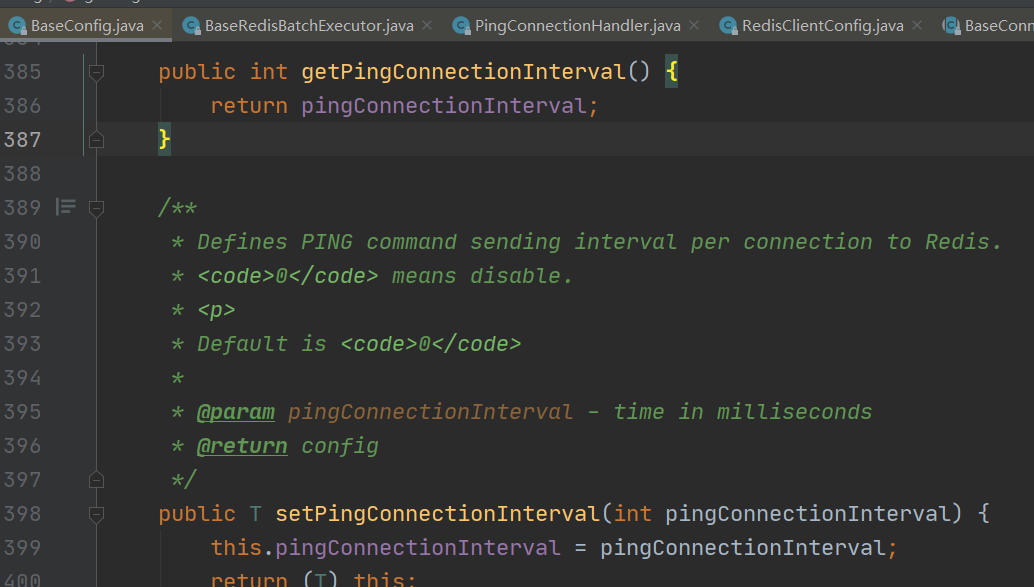 BaseConfig.java × BaseRedisBatchExecutor.java × PingConnectionHandler.java × RedisClientConfig.java × BaseConn
385 public int getPingConnectionInterval() {
386 return pingConnectionInterval;
387 }
388
389 /**
390 * Defines PING command sending interval per connection to Redis.
391 * <code>0</code> means disable.
392 * <p>
393 * Default is <code>0</code>
394 *
395 * @param pingConnectionInterval - time in milliseconds
396 * @return config
397 */
398 public T setPingConnectionInterval(int pingConnectionInterval) {
399 this.pingConnectionInterval = pingConnectionInterval;
400 return (T) this;